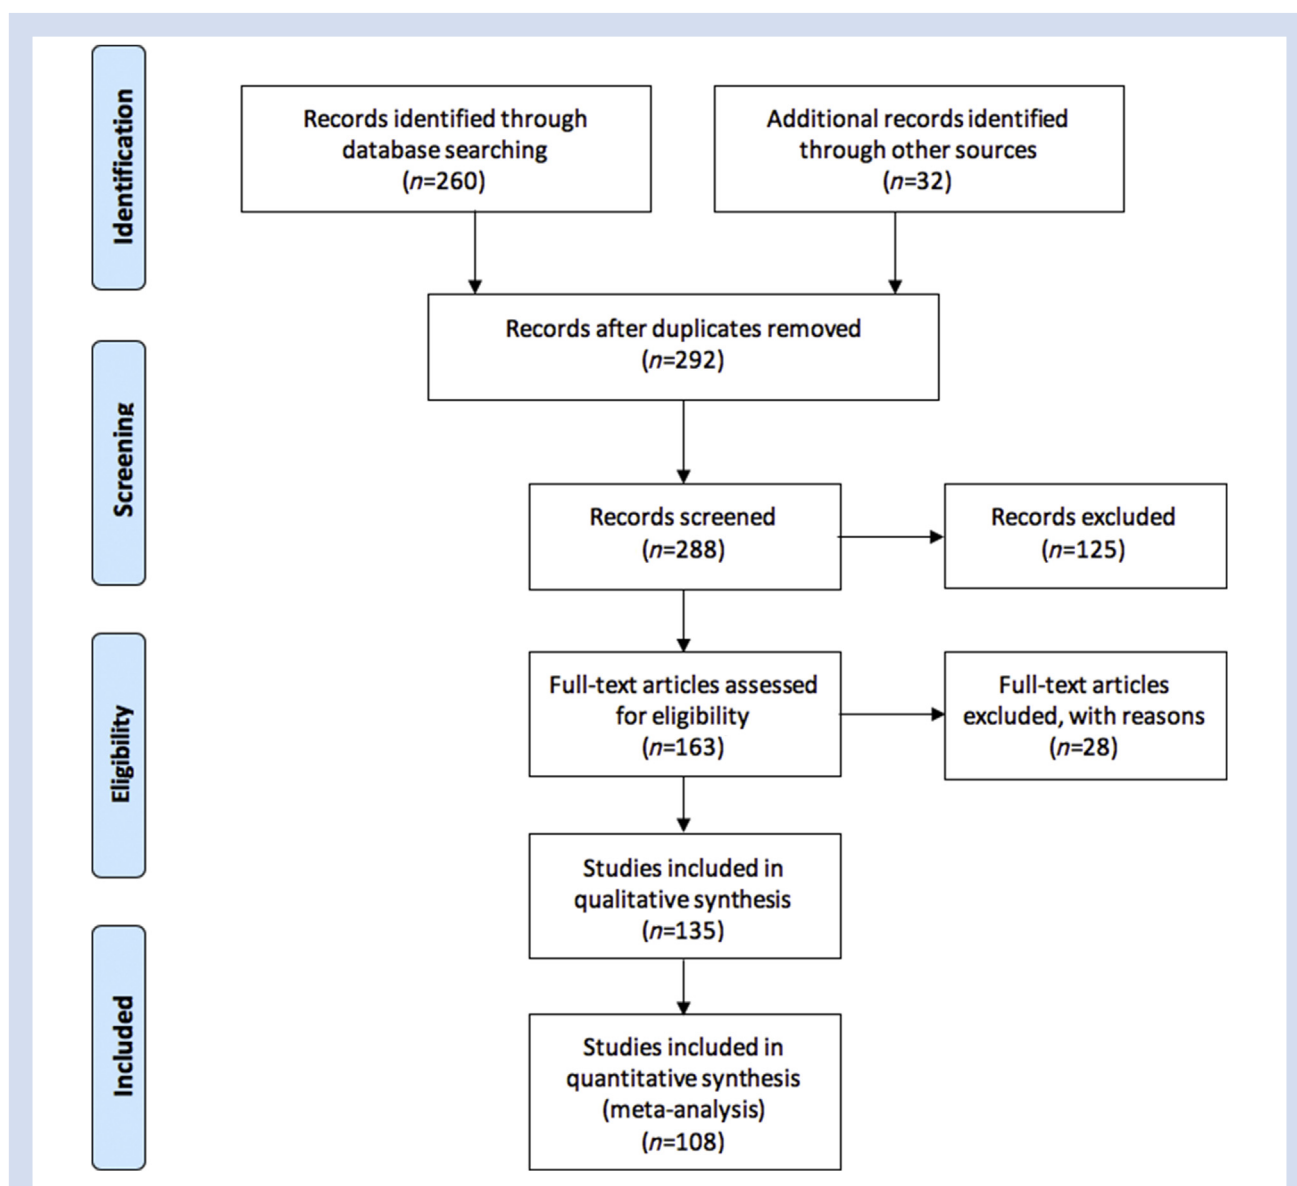 Identification
Records identified through
database searching
(n=260)
Additional records identified
through other sources
(n=32)
Records after duplicates removed
(n=292)
Screening
Records screened
(n=288)
Records excluded
(n=125)
Eligibility
Full-text articles assessed
for eligibility
(n=163)
Full-text articles
excluded, with reasons
(n=28)
Studies included in
qualitative synthesis
(n=135)
Included
Studies included in
quantitative synthesis
(meta-analysis)
(n=108)